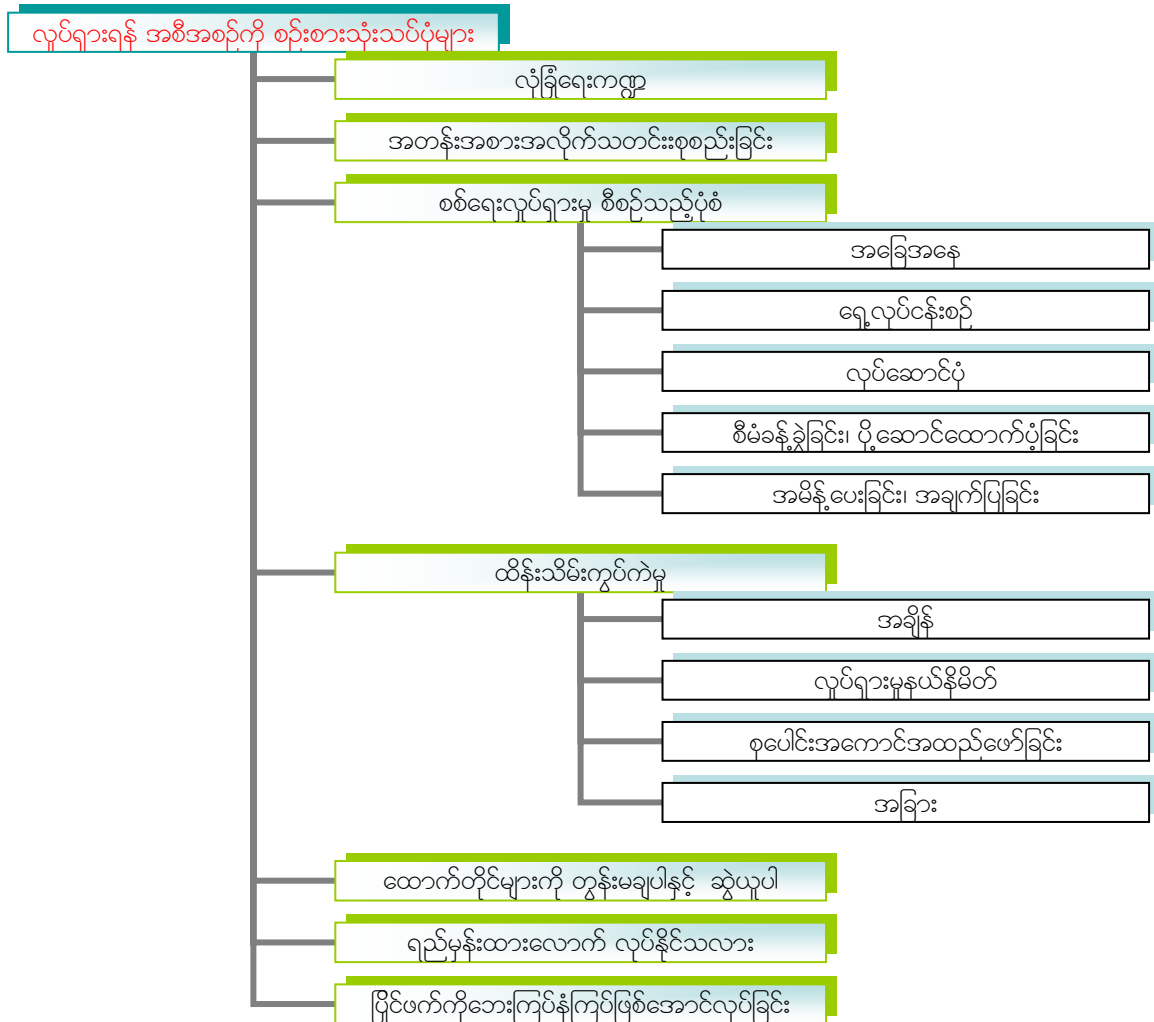 လှုပ်ရှားရန် အစီအစဉ်ကို စဉ်းစားသုံးသပ်ပုံများ
လုံခြုံရေးကဏ္ဍ
အတန်းအစားအလိုက်သတင်းးစုစည်းခြင်း
စစ်ရေးလှုပ်ရှားမှု စီစဉ်သည့်ပုံစံ
အခြေအနေ
ရှေ့လုပ်ငန်းစဉ်
လုပ်ဆောင်ပုံ
စီမံခန့်ခွဲခြင်း၊ ပို့ဆောင်ထောက်ပံ့ခြင်း
အမိန့်ပေးခြင်း၊ အချက်ပြခြင်း
ထိန်းသိမ်းကွပ်ကဲမှု
အချိန်
လှုပ်ရှားမှုနယ်နိမိတ်
စုပေါင်းအကောင်အထည်ဖော်ခြင်း
အခြား
ထောက်တိုင်များကို တွန်းမချပါနှင့် ဆွဲယူပါ
ရည်မှန်းထားလောက် လုပ်နိုင်သလား
ပြိုင်ဖက်ကိုဘေးကြပ်နံကြပ်ဖြစ်အောင်လုပ်ခြင်း